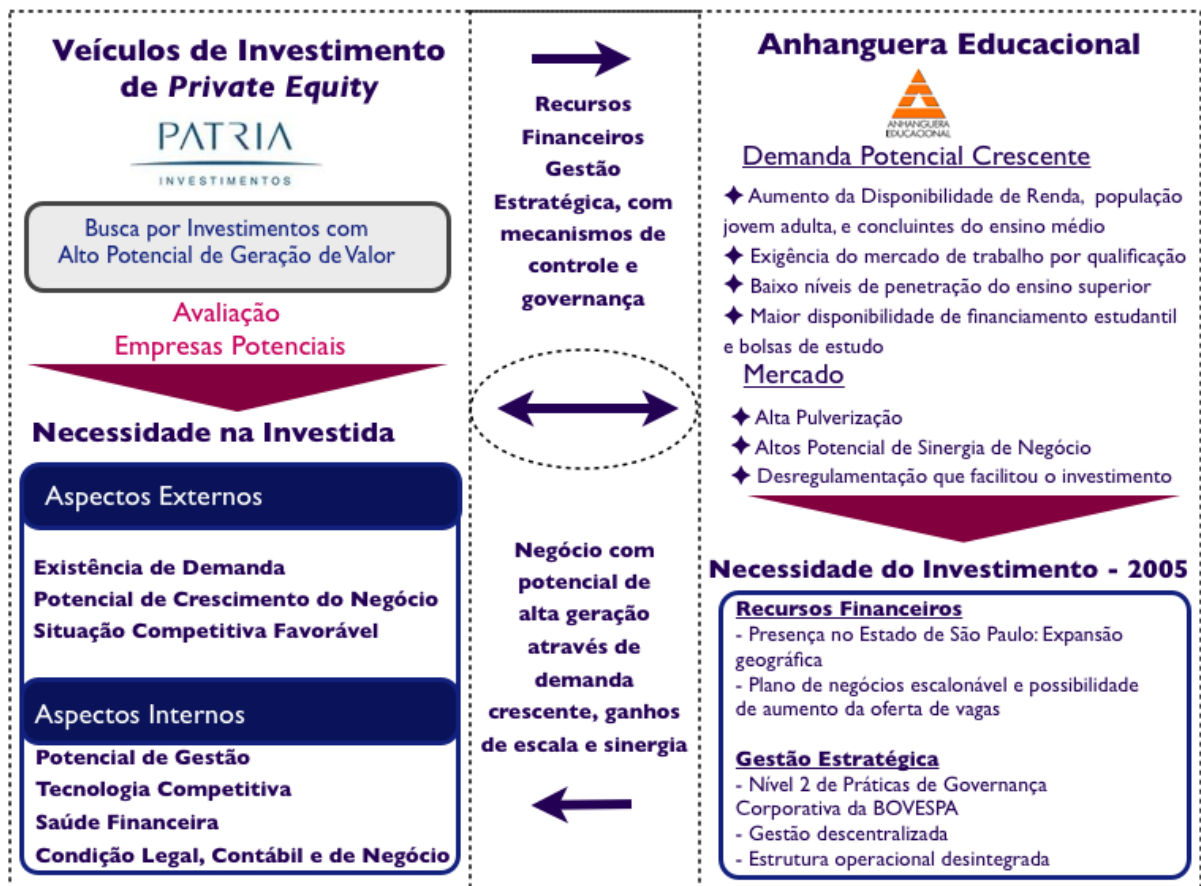 Veículos de Investimento
de Private Equity
PATRIA
INVESTIMENTOS
Busca por Investimentos com
Alto Potencial de Geração de Valor
Avaliação
Empresas Potenciais
Necessidade na Investida
Aspectos Externos
Existência de Demanda
Potencial de Crescimento do Negócio
Situação Competitiva Favorável
Aspectos Internos
Potencial de Gestão
Tecnologia Competitiva
Saúde Financeira
Condição Legal, Contábil e de Negócio
Recursos
Financeiros
Gestão
Estratégica, com
mecanismos de
controle e
governança
Negócio com
potencial de
alta geração
através de
demanda
crescente, ganhos
de escala e sinergia
Anhanguera Educacional
ANHANGUERA
EDUCACIONAL
Demanda Potencial Crescente
✦ Aumento da Disponibilidade de Renda, população
jovem adulta, e concluintes do ensino médio
✦ Exigência do mercado de trabalho por qualificação
✦ Baixo níveis de penetração do ensino superior
✦ Maior disponibilidade de financiamento estudantil
e bolsas de estudo
Mercado
✦ Alta Pulverização
✦ Altos Potencial de Sinergia de Negócio
✦ Desregulamentação que facilitou o investimento
Necessidade do Investimento - 2005
Recursos Financeiros
- Presença no Estado de São Paulo: Expansão
geográfica
- Plano de negócios escalonável e possibilidade
de aumento da oferta de vagas
Gestão Estratégica
- Nível 2 de Práticas de Governança
Corporativa da BOVESPA
- Gestão descentralizada
- Estrutura operacional desintegrada